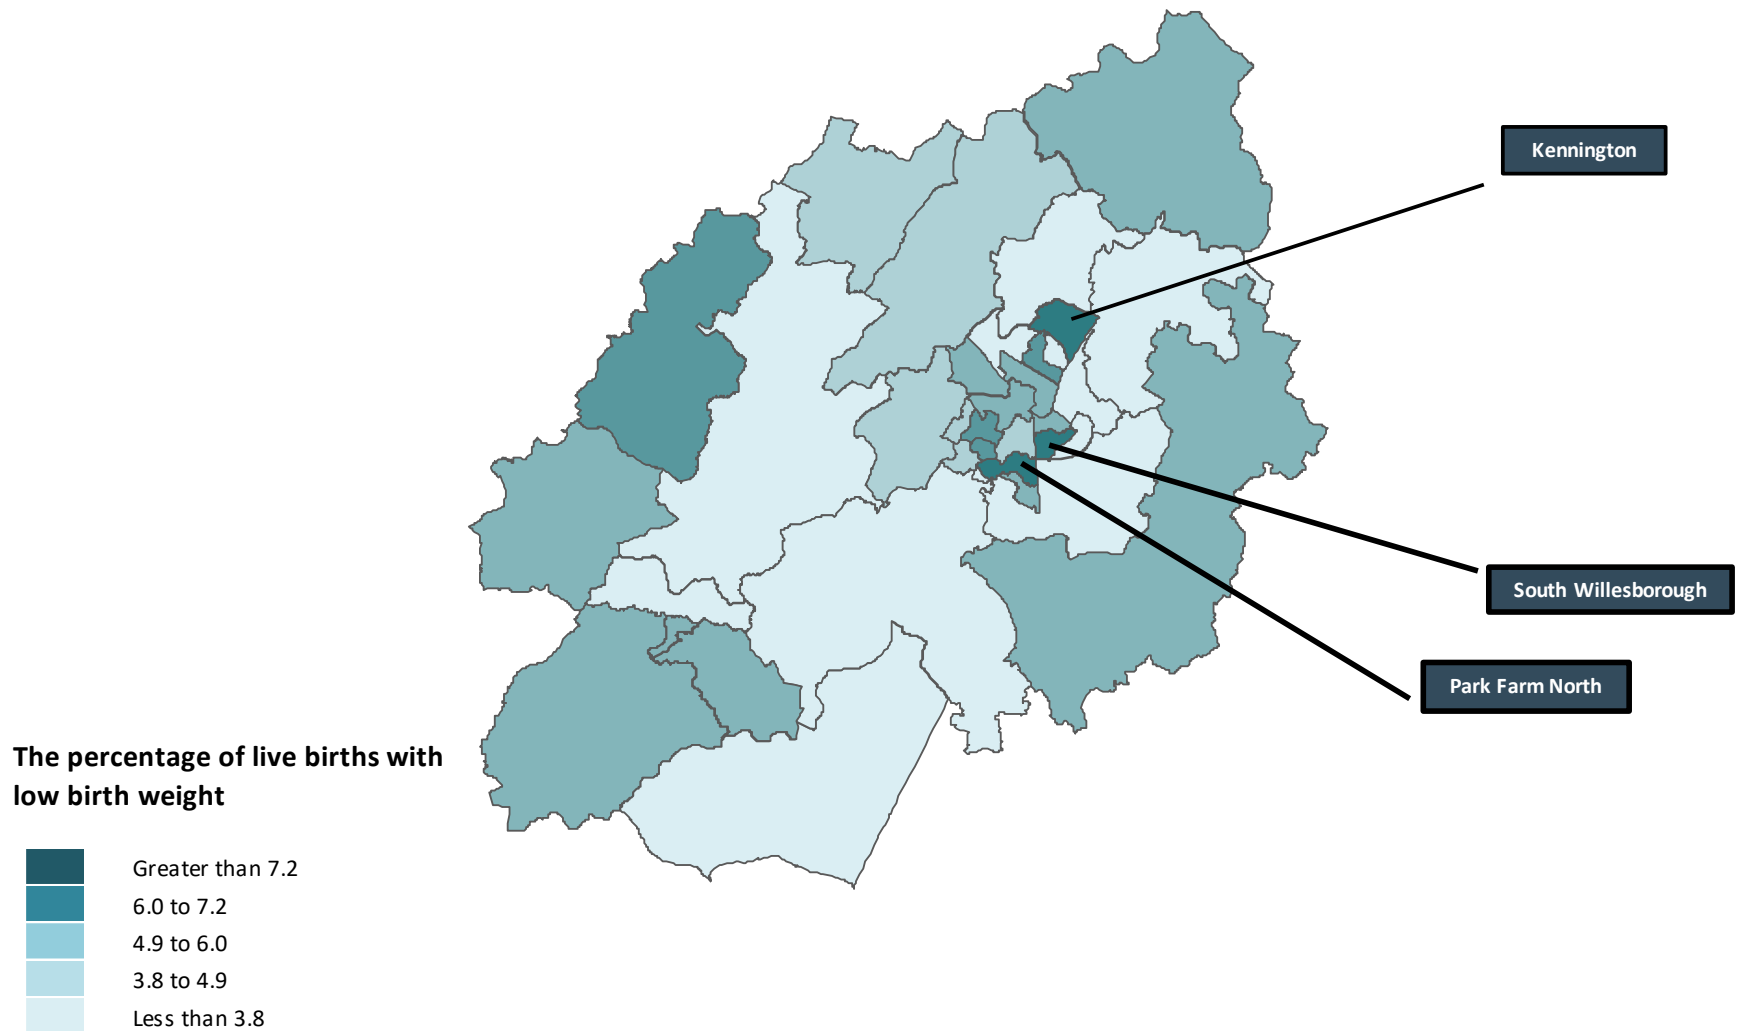 Kennington
South Willesborough
Park Farm North
The percentage of live births with
low birth weight
Greater than 7.2
6.0 to 7.2
4.9 to 6.0
3.8 to 4.9
Less than 3.8